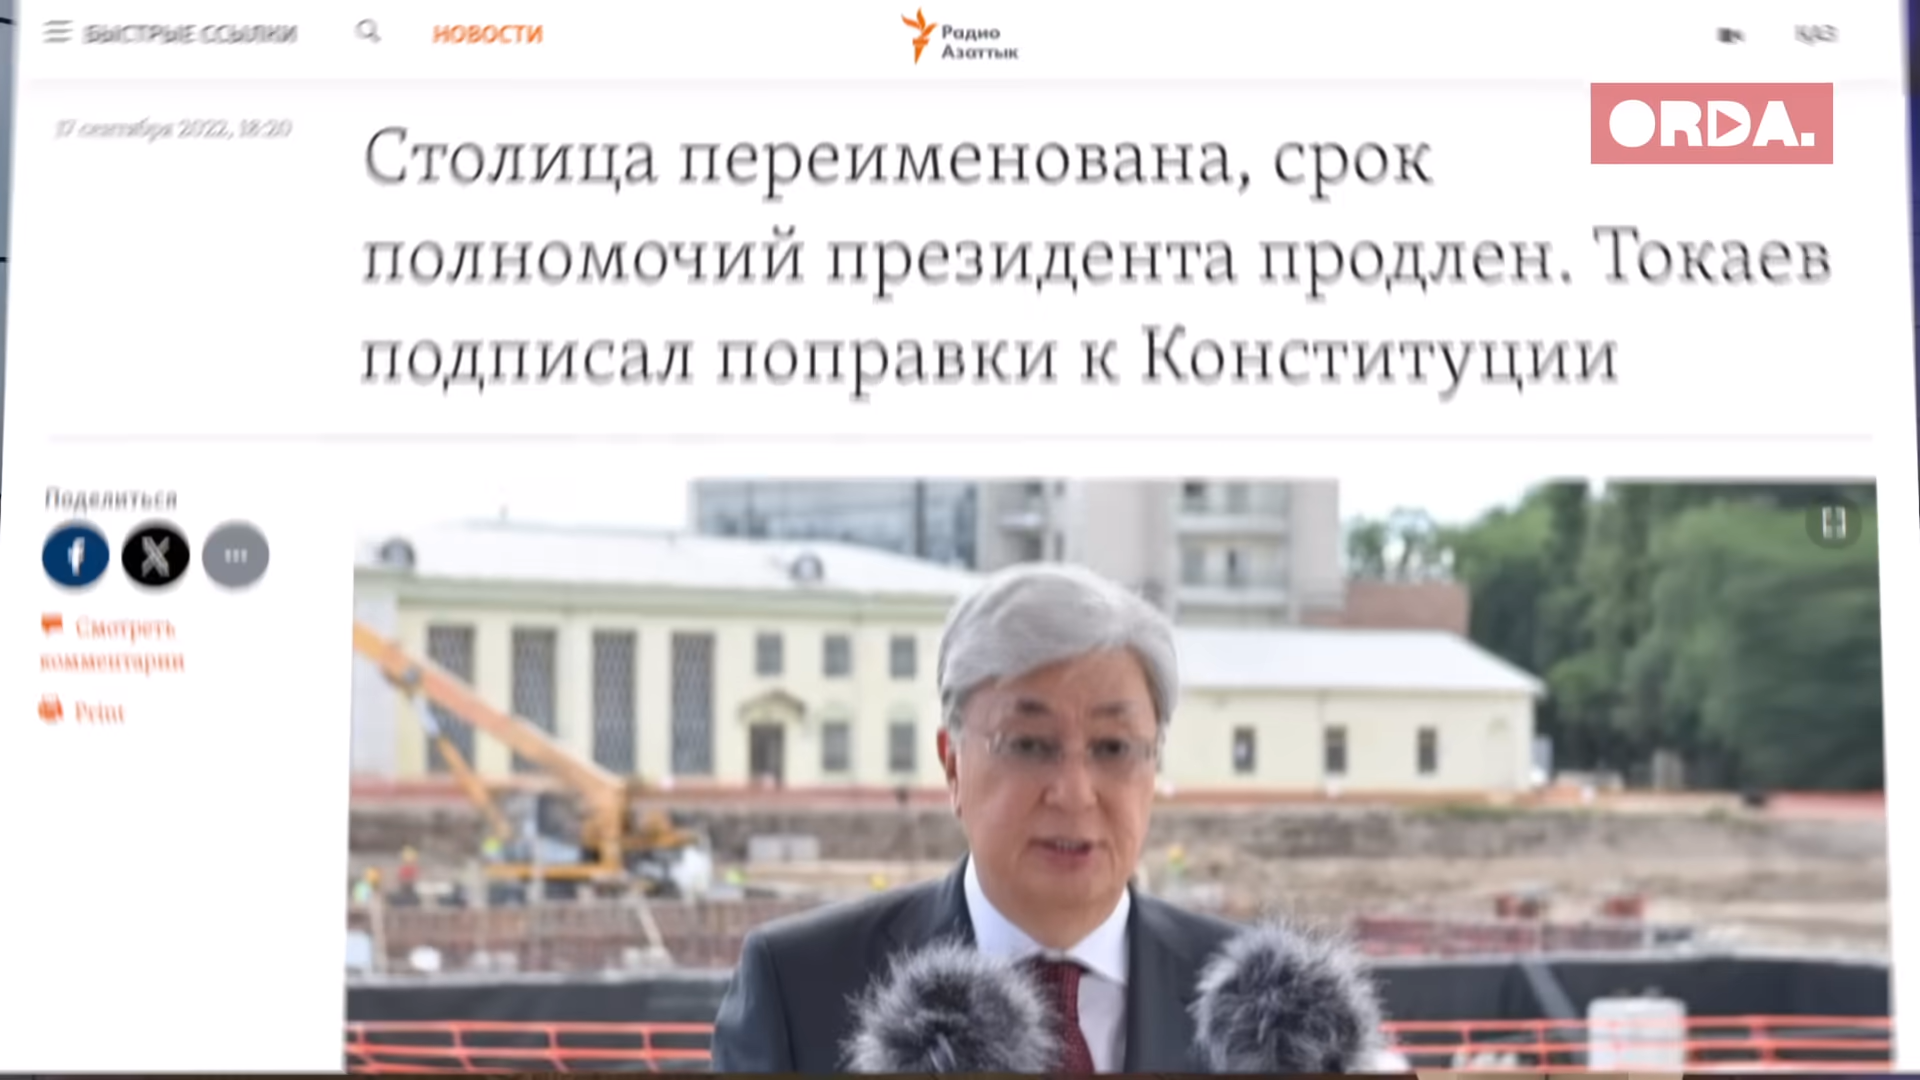 БЫСТРЫЕ ССЫЛКИ
НОВОСТИ
Радио
Азаттык
ҚАЗ
ORDA.
17 сентября 2022, 18:20
Столица переименована, срок
полномочий президента продлен. Токаев
подписал поправки к Конституции
Поделиться
Смотреть
комментарии
Print